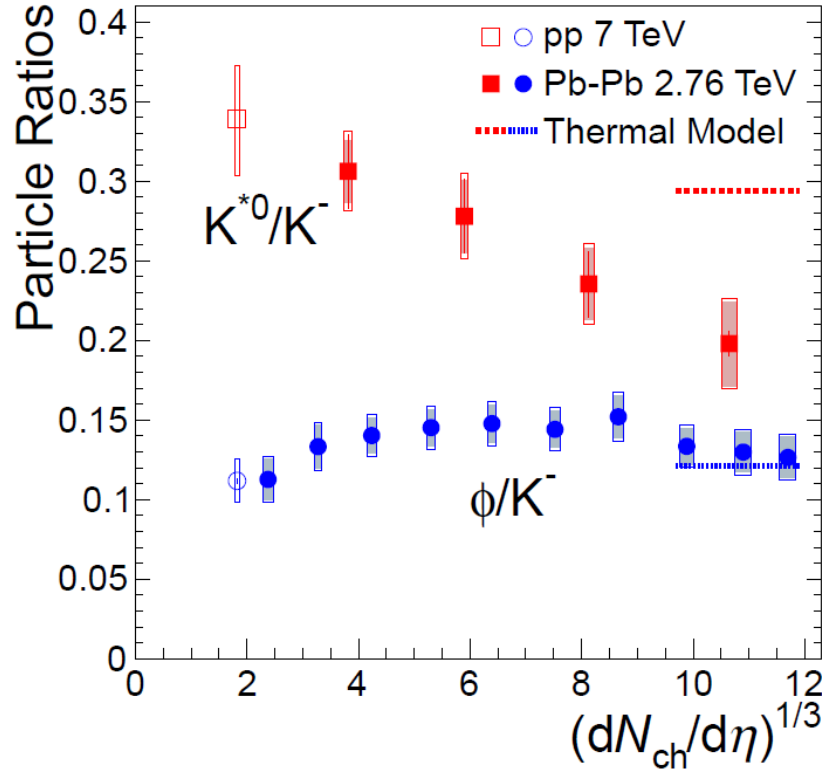 Particle Ratios
0.4
0.35
0.3
0.25
0.2
0.15
0.1
0.05
0
pp 7 TeV
Pb-Pb 2.76 TeV
Thermal Model
K*0/K-
ϕ/K-
0 2 4 6 8 10 12
(dNch/dη)1/3